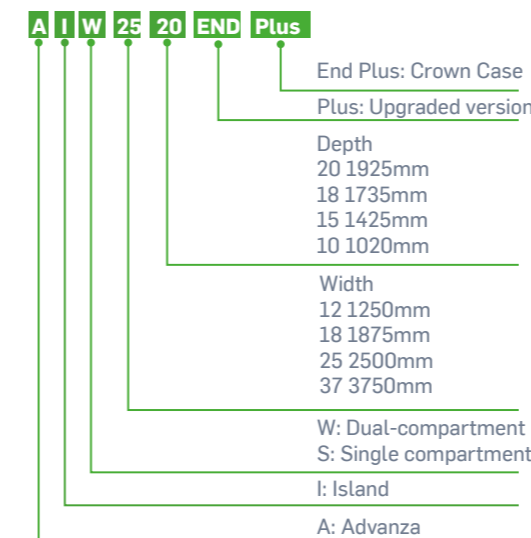 A I W 25 20 END Plus
End Plus: Crown Case
Plus: Upgraded version
Depth
20 1925mm
18 1735mm
15 1425mm
10 1020mm
Width
12 1250mm
18 1875mm
25 2500mm
37 3750mm
W: Dual-compartment
S: Single compartment
I: Island
A: Advanza